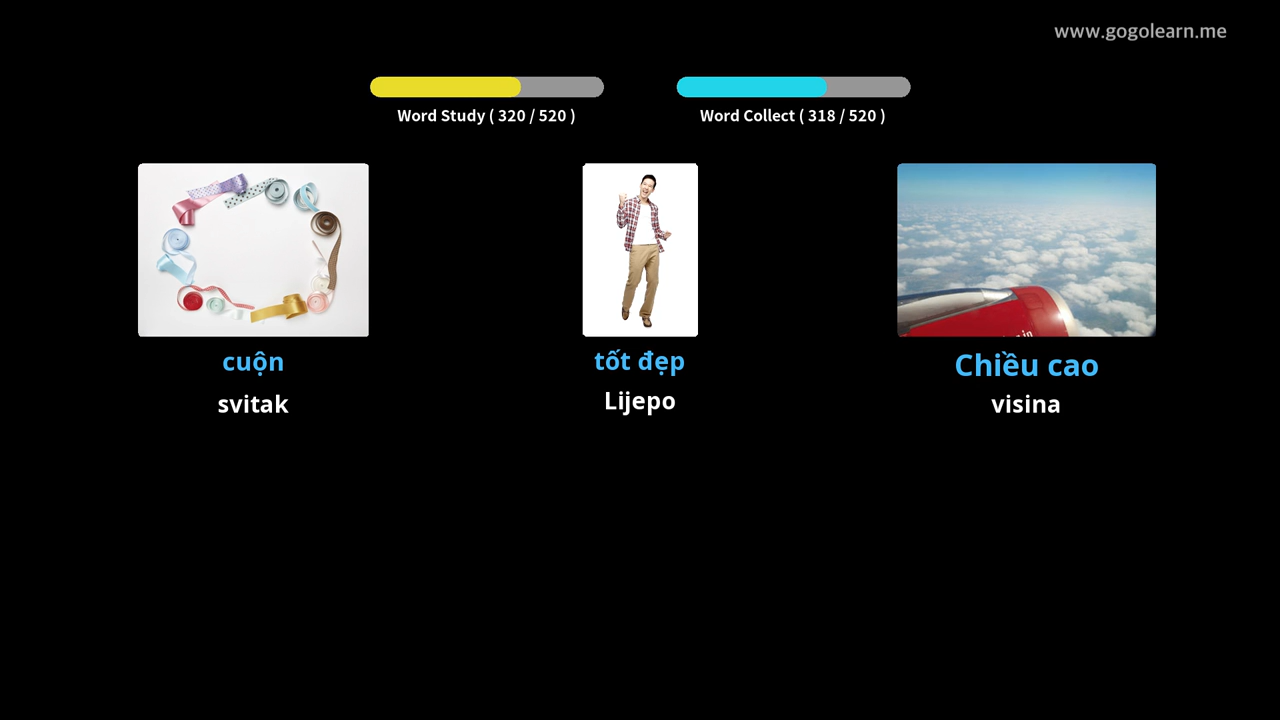 www.gogolearn.me
Word Study ( 320 / 520 )
Word Collect ( 318 / 520 )
cuộn
tốt đẹp
Chiều cao
svitak
Lijepo
visina